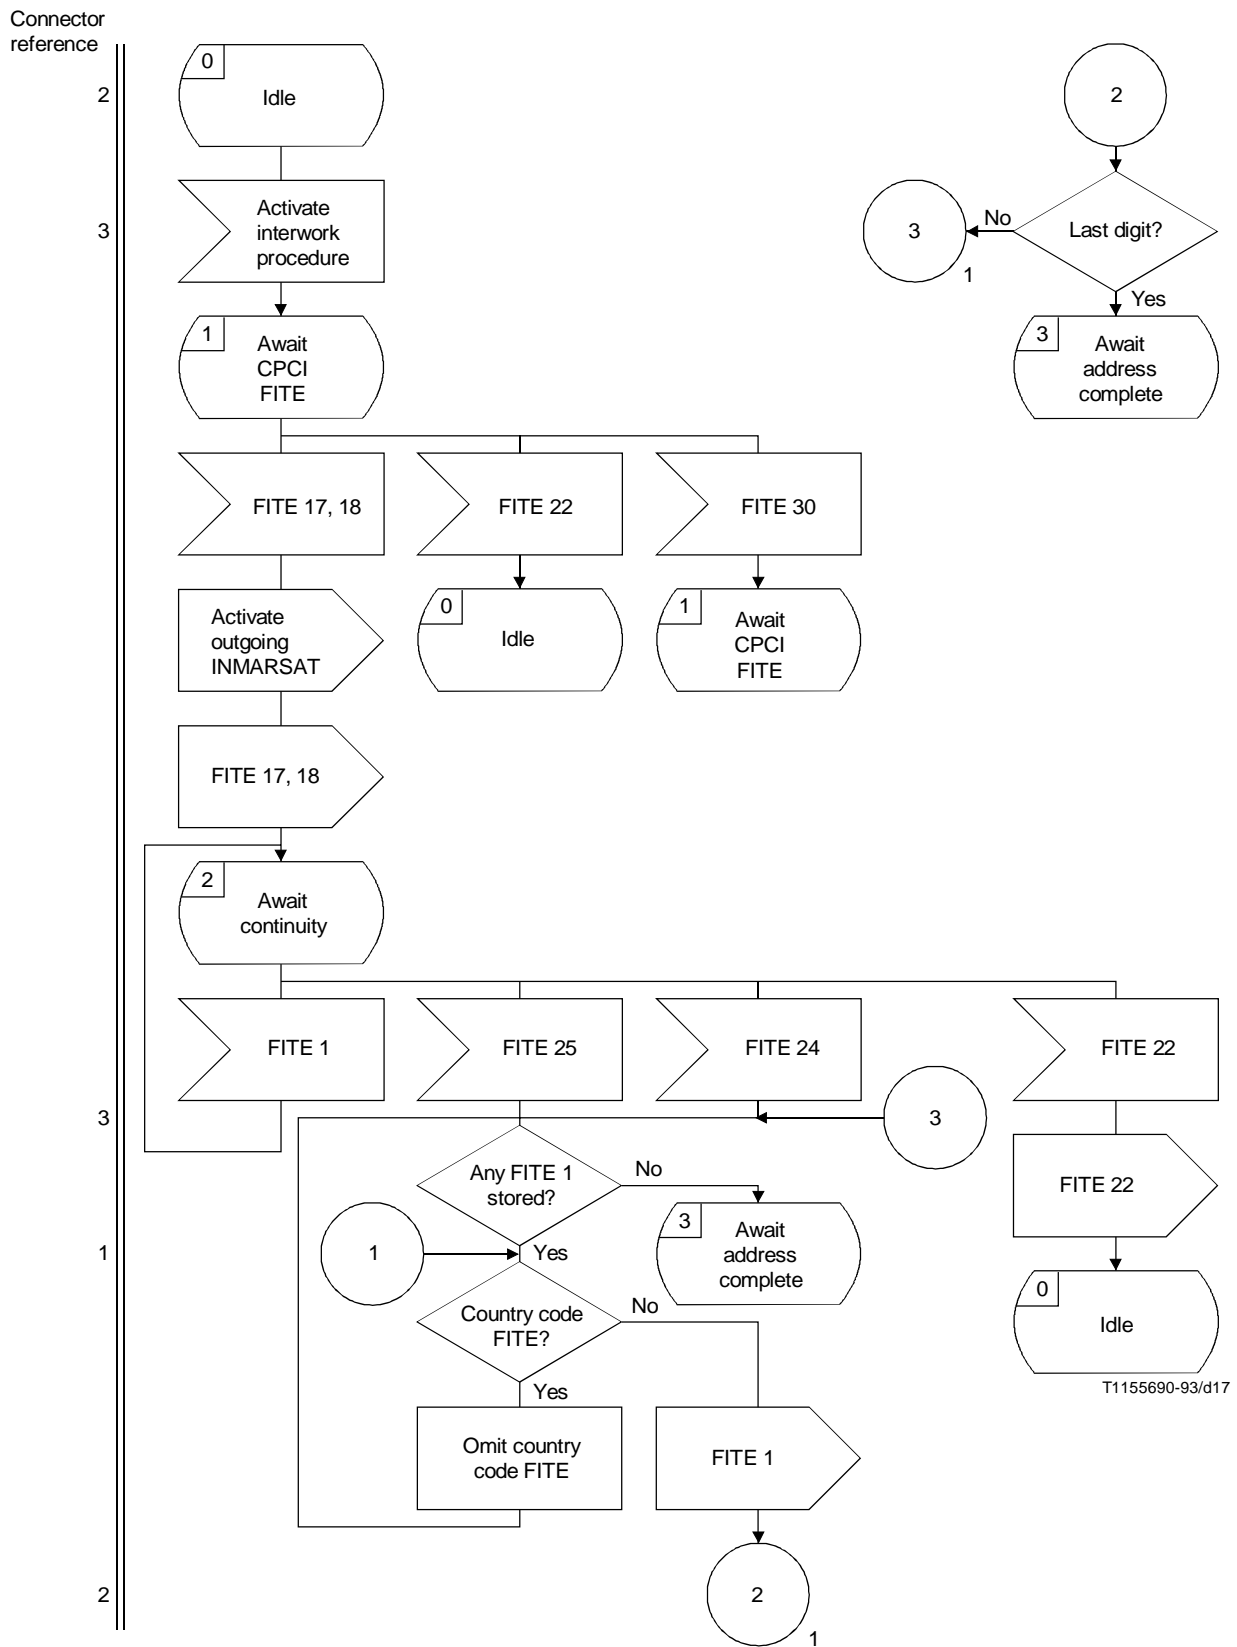 Connector
reference
0
Idle
2
2
Activate
interwork
procedure
3
3
No
Last digit?
1
Yes
1
Await
CPCI
FITE
3
Await
address
complete
FITE 17, 18
FITE 22
FITE 30
Activate
outgoing
INMARSAT
0
Idle
1
Await
CPCI
FITE
FITE 17, 18
2
Await
continuity
FITE 1
FITE 25
FITE 24
FITE 22
3
3
Any FITE 1
stored?
No
FITE 22
3
Await
address
complete
1
1
Yes
0
Idle
Country code
FITE?
No
T1155690-93/d17
Yes
Omit country
code FITE
FITE 1
2
2
1